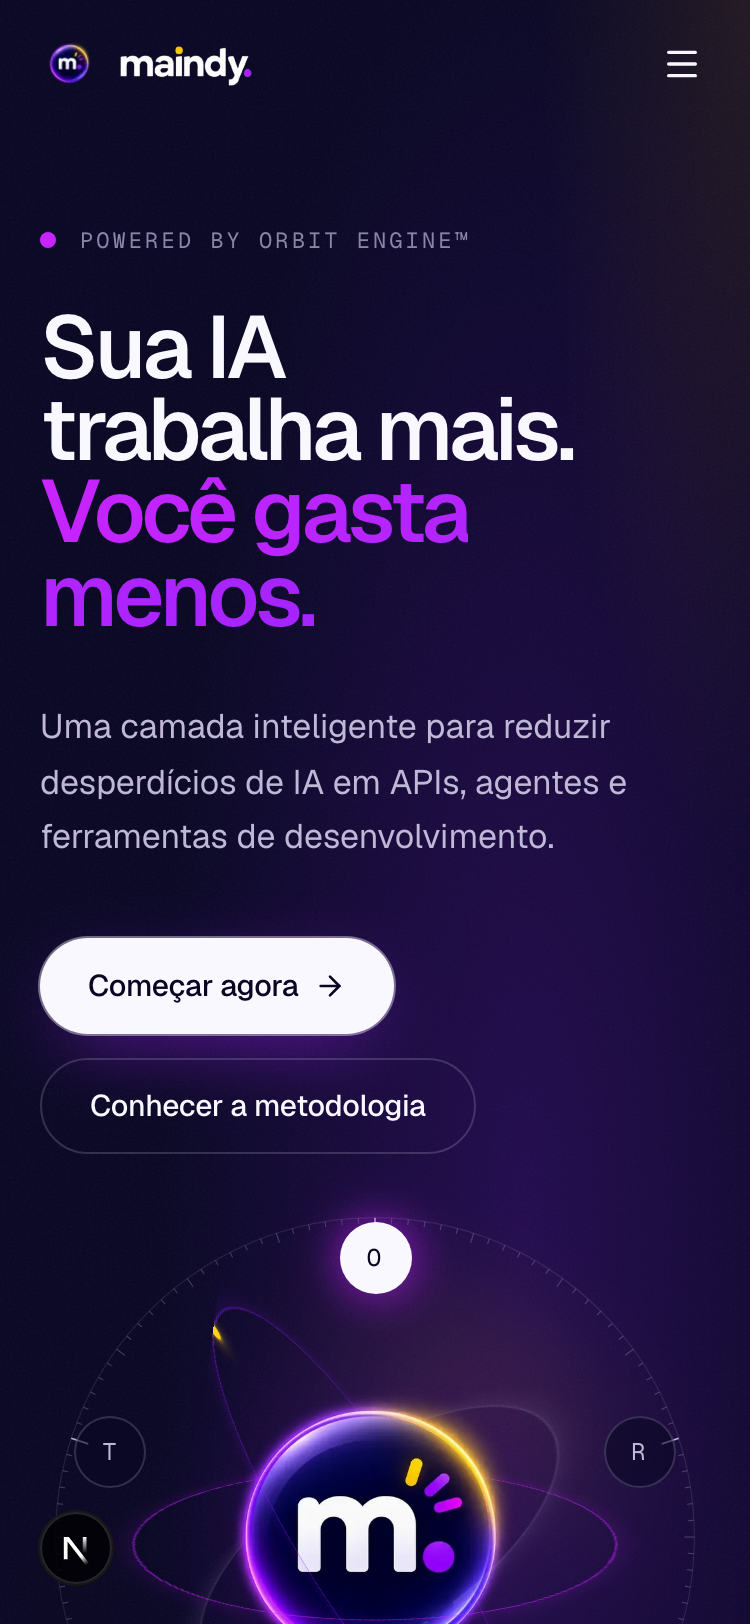 m.
maindy.
POWERED BY ORBIT ENGINE™
Sua IA
trabalha mais.
Você gasta
menos.
Uma camada inteligente para reduzir
desperdícios de IA em APIs, agentes e
ferramentas de desenvolvimento.
Começar agora →
Conhecer a metodologia
O
T
R
m.
N